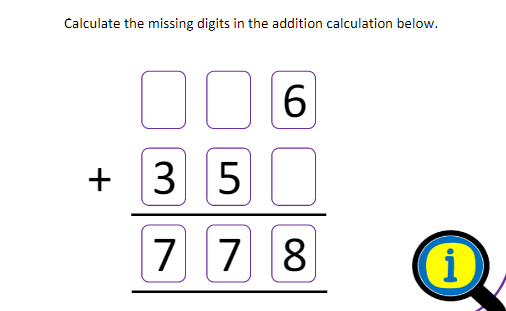 Calculate the missing digits in the addition calculation below.
6
+ 3 5
7 7 8
i